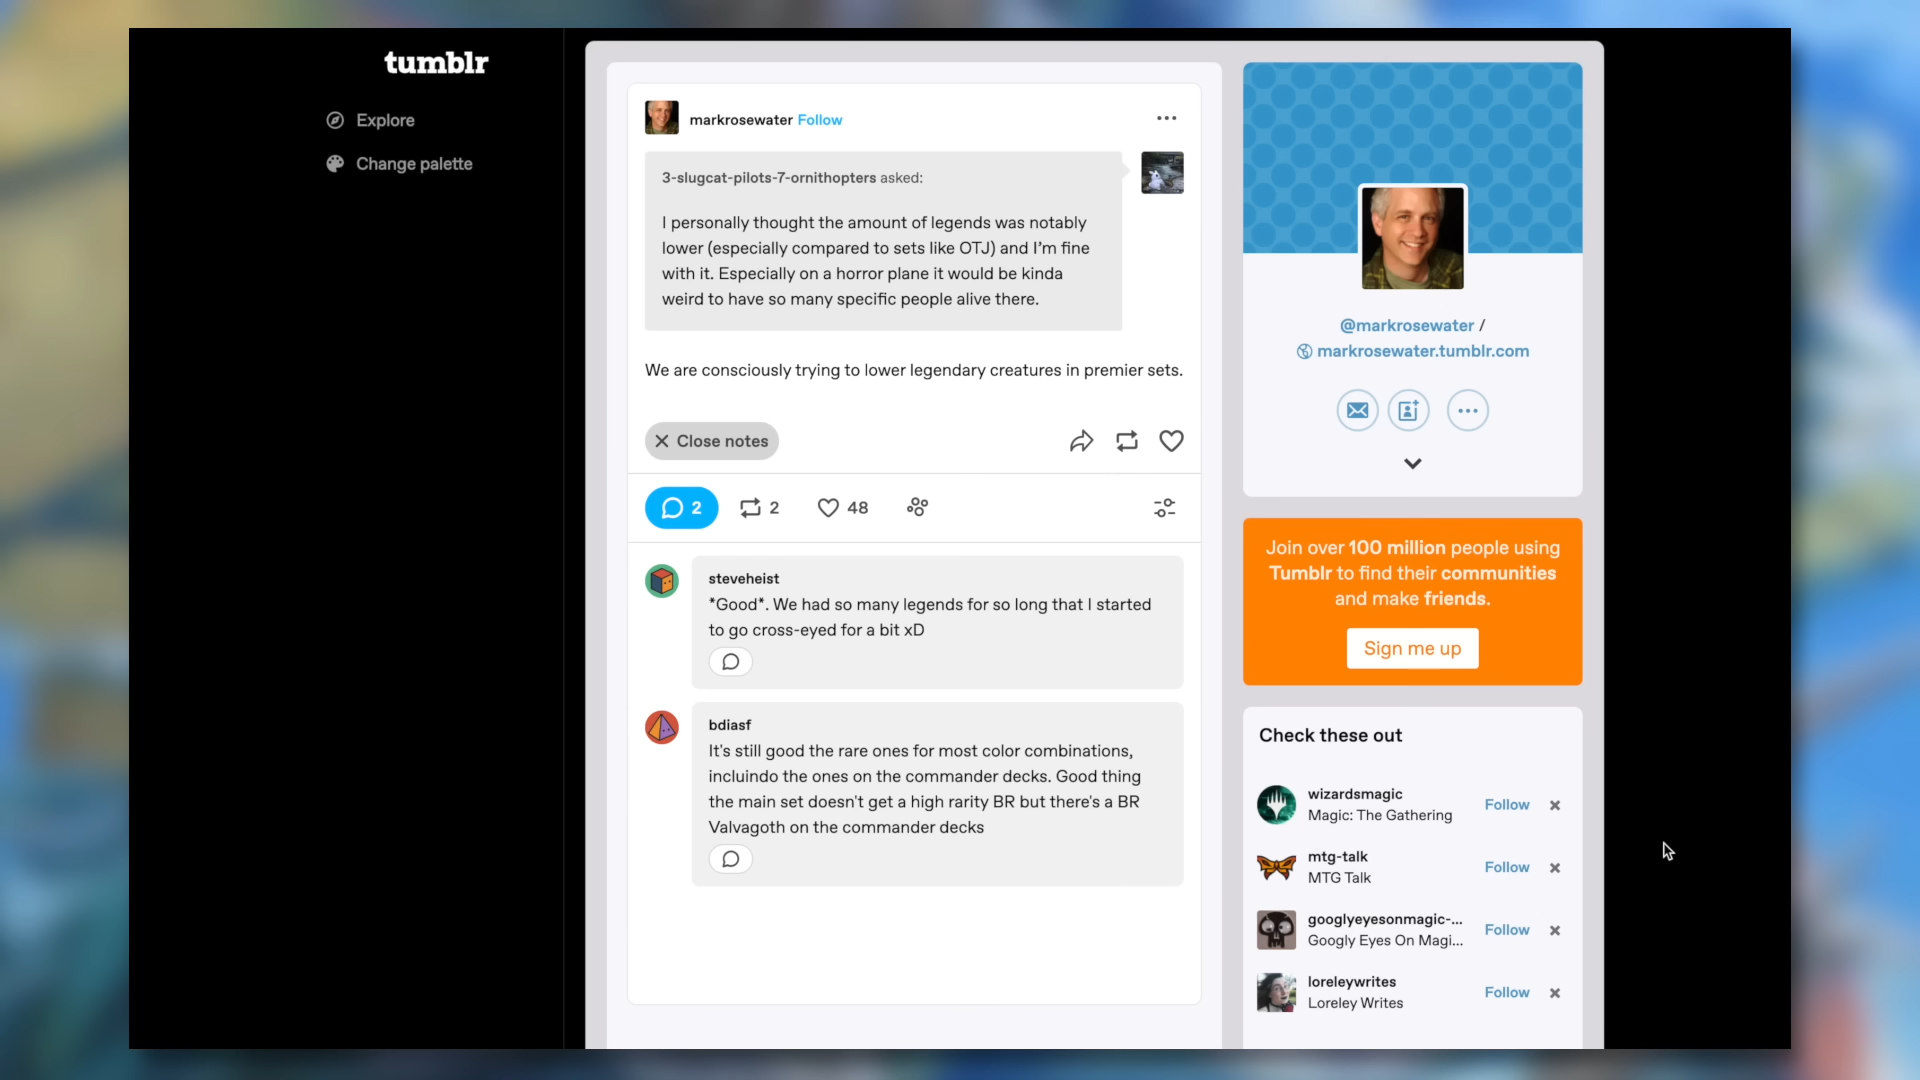 tumblr
Explore
Change palette
markrosewater Follow
3-slugcat-pilots-7-ornithopters asked:
I personally thought the amount of legends was notably
lower (especially compared to sets like OTJ) and I'm fine
with it. Especially on a horror plane it would be kinda
weird to have so many specific people alive there.
We are consciously trying to lower legendary creatures in premier sets.
Close notes
2
2
48
steveheist
*Good*. We had so many legends for so long that I started
to go cross-eyed for a bit xD
bdiasf
It's still good the rare ones for most color combinations,
incluindo the ones on the commander decks. Good thing
the main set doesn't get a high rarity BR but there's a BR
Valvagoth on the commander decks
@markrosewater /
markrosewater.tumblr.com
Join over 100 million people using
Tumblr to find their communities
and make friends.
Sign me up
Check these out
wizardsmagic
Magic: The Gathering
Follow
mtg-talk
MTG Talk
Follow
googlyeyesonmagic-...
Googly Eyes On Magi...
Follow
loreleywrites
Loreley Writes
Follow